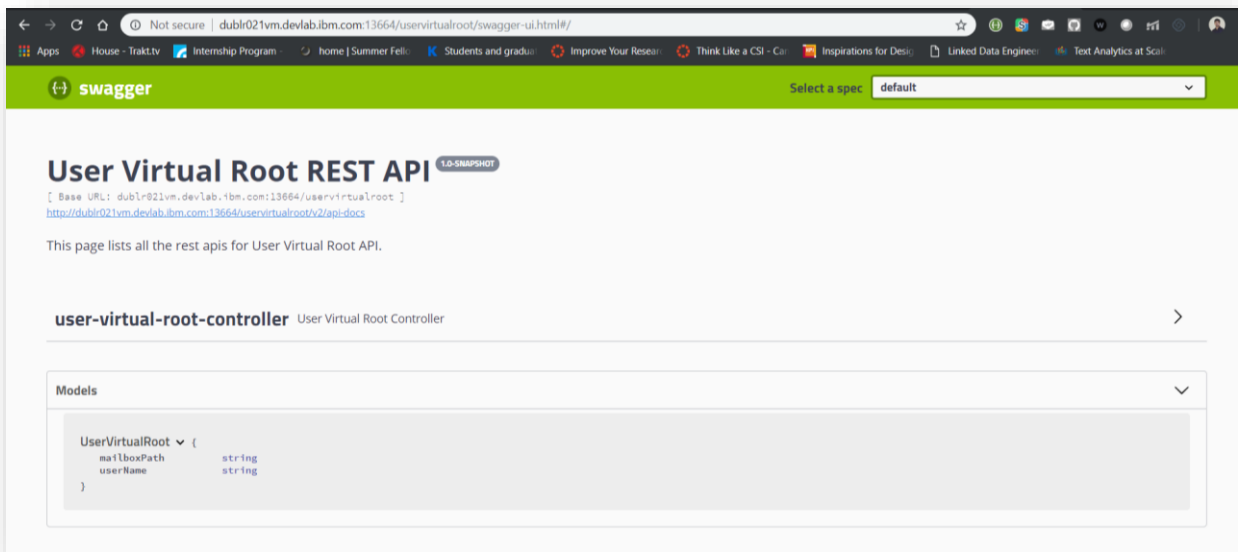 Not secure | dublr021vm.devlab.ibm.com:13664/uservirtualroot/swagger-ui.html#/
Apps House - Trakt.tv Internship Program - home | Summer Fello Students and gradua Improve Your Resear Think Like a CSI - Car Inspirations for Desig Linked Data Engineer Text Analytics at Scal
swagger Select a spec default
User Virtual Root REST API 1.0-SNAPSHOT
[ Base URL: dublr021vm.devlab.ibm.com:13664/uservirtualroot ]
http://dublr021vm.devlab.ibm.com:13664/uservirtualroot/v2/api-docs
This page lists all the rest apis for User Virtual Root API.
user-virtual-root-controller User Virtual Root Controller
Models
UserVirtualRoot {
mailboxPath string
userName string
}